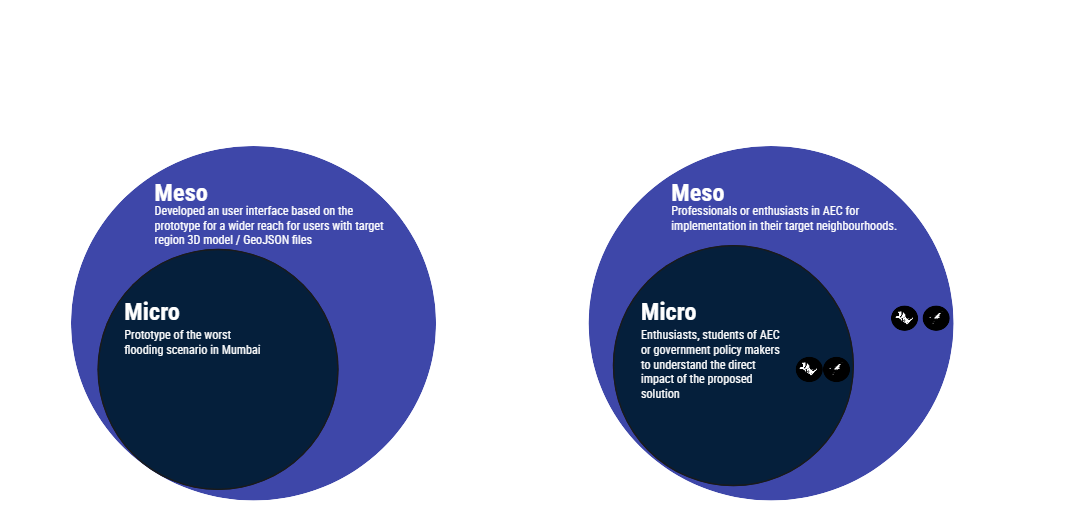 Meso
Developed an user interface based on the
prototype for a wider reach for users with target
region 3D model / GeoJSON files
Micro
Prototype of the worst
flooding scenario in Mumbai
Meso
Professionals or enthusiasts in AEC for
implementation in their target neighbourhoods.
Micro
Enthusiasts, students of AEC
or government policy makers
to understand the direct
impact of the proposed
solution